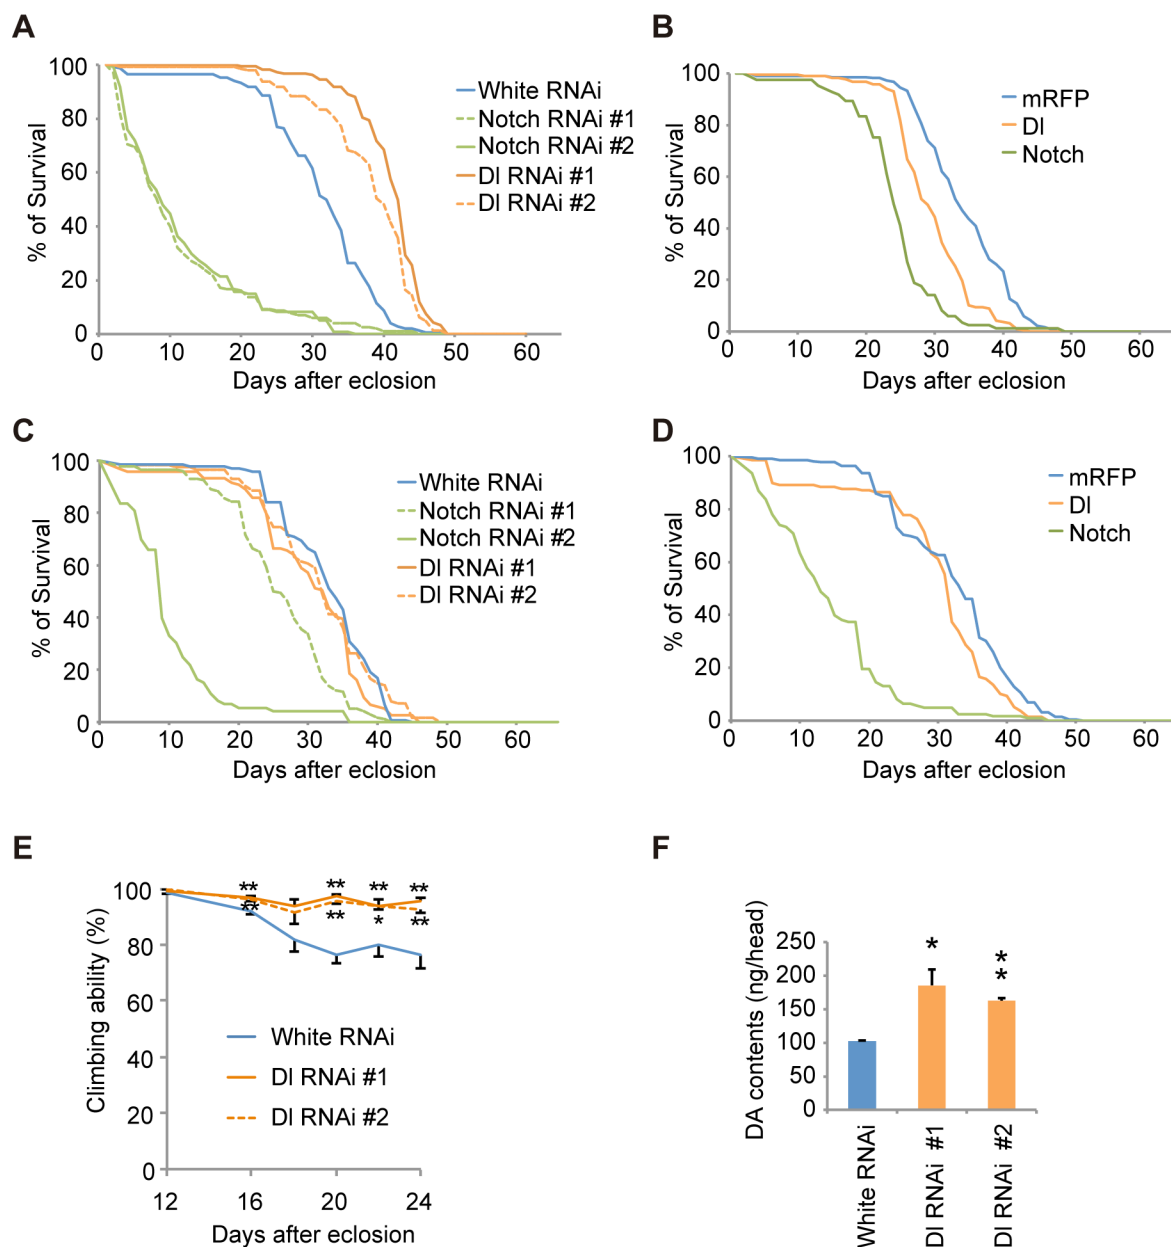 A
% of Survival
100
80
60
40
20
0
0 10 20 30 40 50 60
Days after eclosion
White RNAi
Notch RNAi #1
Notch RNAi #2
Dl RNAi #1
Dl RNAi #2
B
% of Survival
100
80
60
40
20
0
0 10 20 30 40 50 60
Days after eclosion
mRFP
Dl
Notch
C
% of Survival
100
80
60
40
20
0
0 10 20 30 40 50 60
Days after eclosion
White RNAi
Notch RNAi #1
Notch RNAi #2
Dl RNAi #1
Dl RNAi #2
D
% of Survival
100
80
60
40
20
0
0 10 20 30 40 50 60
Days after eclosion
mRFP
Dl
Notch
E
Climbing ability (%)
100
80
60
40
20
0
** ** ** **
** ** * **
12 16 20 24
Days after eclosion
White RNAi
Dl RNAi #1
Dl RNAi #2
F
DA contents (ng/head)
250
200
150
100
50
0
* **
White RNAi
Dl RNAi #1
Dl RNAi #2